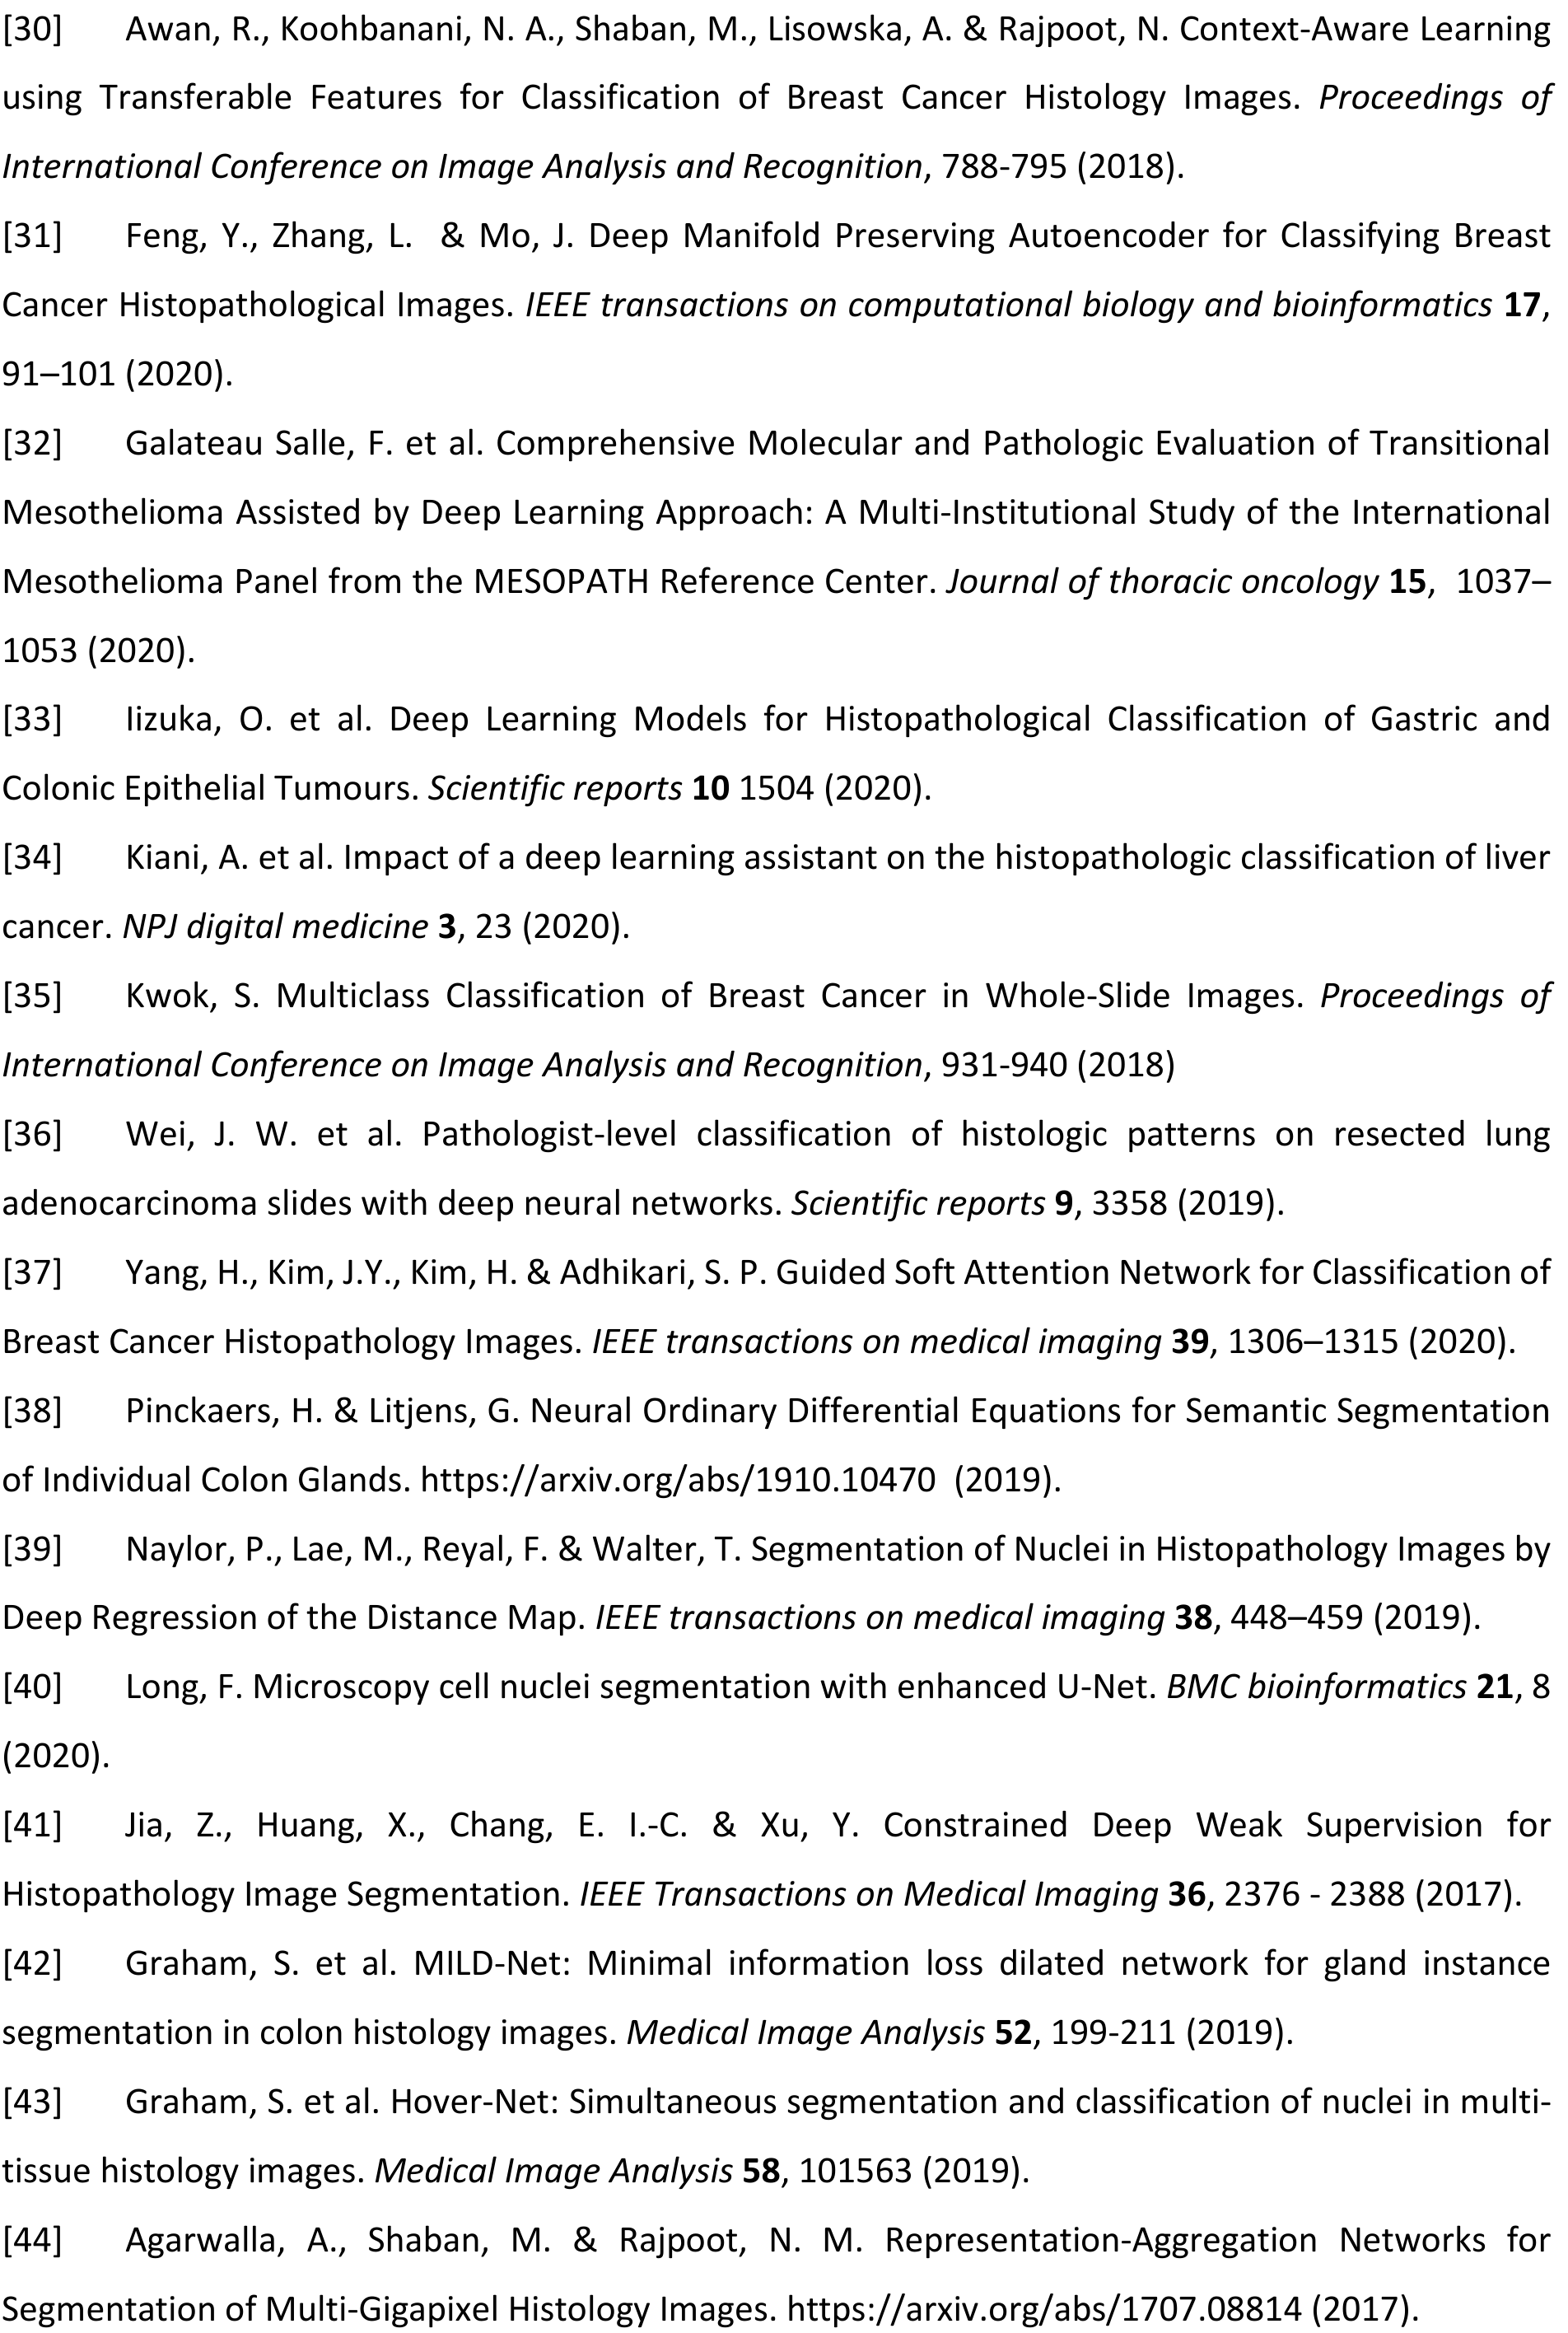 [30] Awan, R., Koohbanani, N. A., Shaban, M., Lisowska, A. & Rajpoot, N. Context-Aware Learning
using Transferable Features for Classification of Breast Cancer Histology Images. Proceedings of
International Conference on Image Analysis and Recognition, 788-795 (2018).
[31] Feng, Y., Zhang, L. & Mo, J. Deep Manifold Preserving Autoencoder for Classifying Breast
Cancer Histopathological Images. IEEE transactions on computational biology and bioinformatics 17,
91–101 (2020).
[32] Galateau Salle, F. et al. Comprehensive Molecular and Pathologic Evaluation of Transitional
Mesothelioma Assisted by Deep Learning Approach: A Multi-Institutional Study of the International
Mesothelioma Panel from the MESOPATH Reference Center. Journal of thoracic oncology 15, 1037–
1053 (2020).
[33] Iizuka, O. et al. Deep Learning Models for Histopathological Classification of Gastric and
Colonic Epithelial Tumours. Scientific reports 10 1504 (2020).
[34] Kiani, A. et al. Impact of a deep learning assistant on the histopathologic classification of liver
cancer. NPJ digital medicine 3, 23 (2020).
[35] Kwok, S. Multiclass Classification of Breast Cancer in Whole-Slide Images. Proceedings of
International Conference on Image Analysis and Recognition, 931-940 (2018)
[36] Wei, J. W. et al. Pathologist-level classification of histologic patterns on resected lung
adenocarcinoma slides with deep neural networks. Scientific reports 9, 3358 (2019).
[37] Yang, H., Kim, J.Y., Kim, H. & Adhikari, S. P. Guided Soft Attention Network for Classification of
Breast Cancer Histopathology Images. IEEE transactions on medical imaging 39, 1306–1315 (2020).
[38] Pinckaers, H. & Litjens, G. Neural Ordinary Differential Equations for Semantic Segmentation
of Individual Colon Glands. https://arxiv.org/abs/1910.10470 (2019).
[39] Naylor, P., Lae, M., Reyal, F. & Walter, T. Segmentation of Nuclei in Histopathology Images by
Deep Regression of the Distance Map. IEEE transactions on medical imaging 38, 448–459 (2019).
[40] Long, F. Microscopy cell nuclei segmentation with enhanced U-Net. BMC bioinformatics 21, 8
(2020).
[41] Jia, Z., Huang, X., Chang, E. I.-C. & Xu, Y. Constrained Deep Weak Supervision for
Histopathology Image Segmentation. IEEE Transactions on Medical Imaging 36, 2376 - 2388 (2017).
[42] Graham, S. et al. MILD-Net: Minimal information loss dilated network for gland instance
segmentation in colon histology images. Medical Image Analysis 52, 199-211 (2019).
[43] Graham, S. et al. Hover-Net: Simultaneous segmentation and classification of nuclei in multi-
tissue histology images. Medical Image Analysis 58, 101563 (2019).
[44] Agarwalla, A., Shaban, M. & Rajpoot, N. M. Representation-Aggregation Networks for
Segmentation of Multi-Gigapixel Histology Images. https://arxiv.org/abs/1707.08814 (2017).